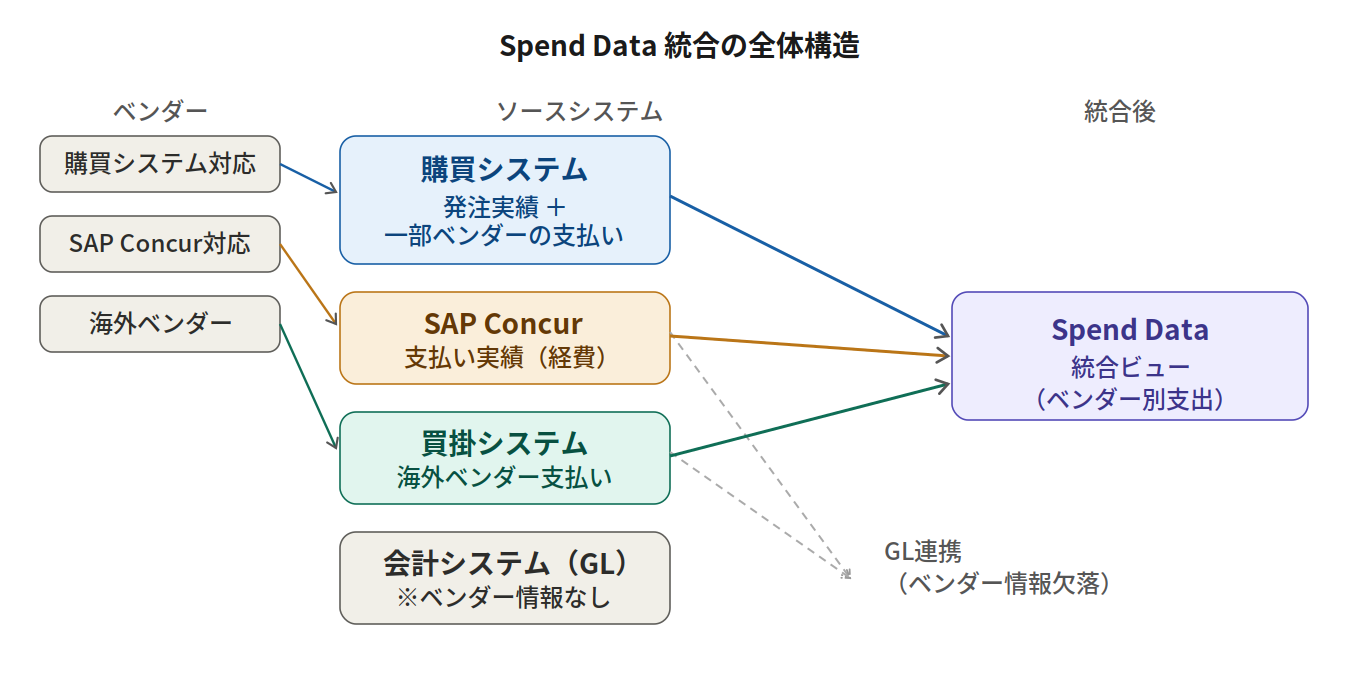 Spend Data 統合の全体構造
ベンダー
ソースシステム
統合後
購買システム対応
SAP Concur対応
海外ベンダー
購買システム
発注実績 ＋
一部ベンダーの支払い
SAP Concur
支払い実績（経費）
買掛システム
海外ベンダー支払い
会計システム（GL）
※ベンダー情報なし
Spend Data
統合ビュー
（ベンダー別支出）
GL連携
（ベンダー情報欠落）